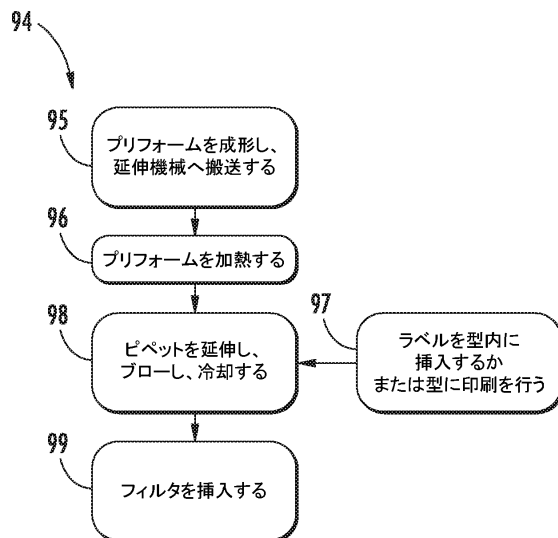 94
95
プリフォームを成形し、
延伸機械へ搬送する
96
プリフォームを加熱する
98
ピペットを延伸し、
ブローし、冷却する
97
ラベルを型内に
挿入するか
または型に印刷を行う
99
フィルタを挿入する